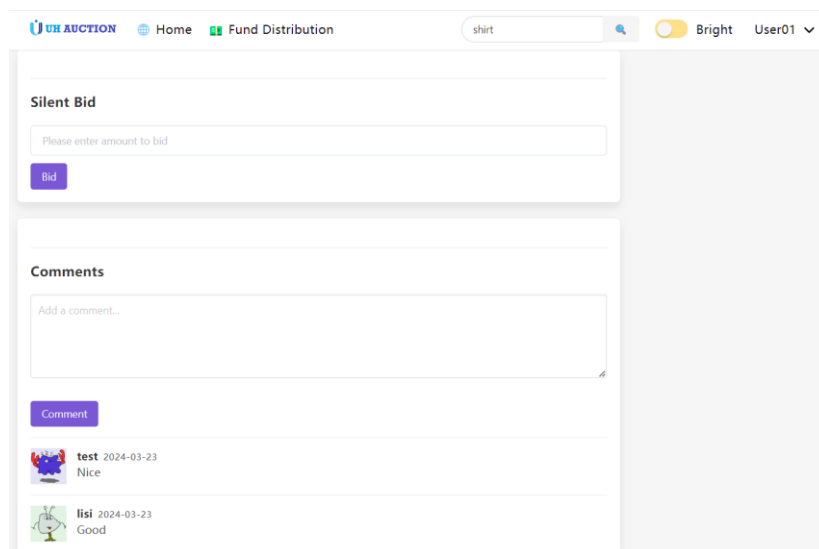 UH AUCTION Home Fund Distribution shirt Bright User01
Silent Bid
Please enter amount to bid
Bid
Comments
Add a comment...
Comment
test 2024-03-23
Nice
lisi 2024-03-23
Good